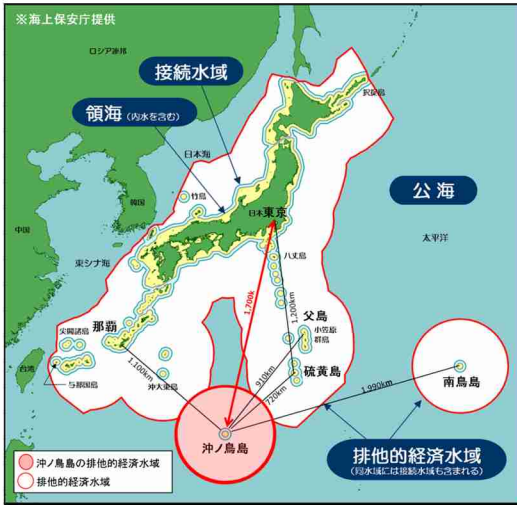 ※海上保安庁提供
ロシア連邦
接続水域
択捉島
領海（内水を含む）
日本海
公海
竹島
韓国
日本
東京
中国
太平洋
八丈島
東シナ海
1,700k
1,200km
父島
小笠原
群島
那覇
尖閣諸島
910km
硫黄島
台湾
1,100km
720km
1,990km
南鳥島
与那国島
沖大東島
沖ノ鳥島
排他的経済水域
（同水域には接続水域も含まれる）
沖ノ鳥島の排他的経済水域
排他的経済水域